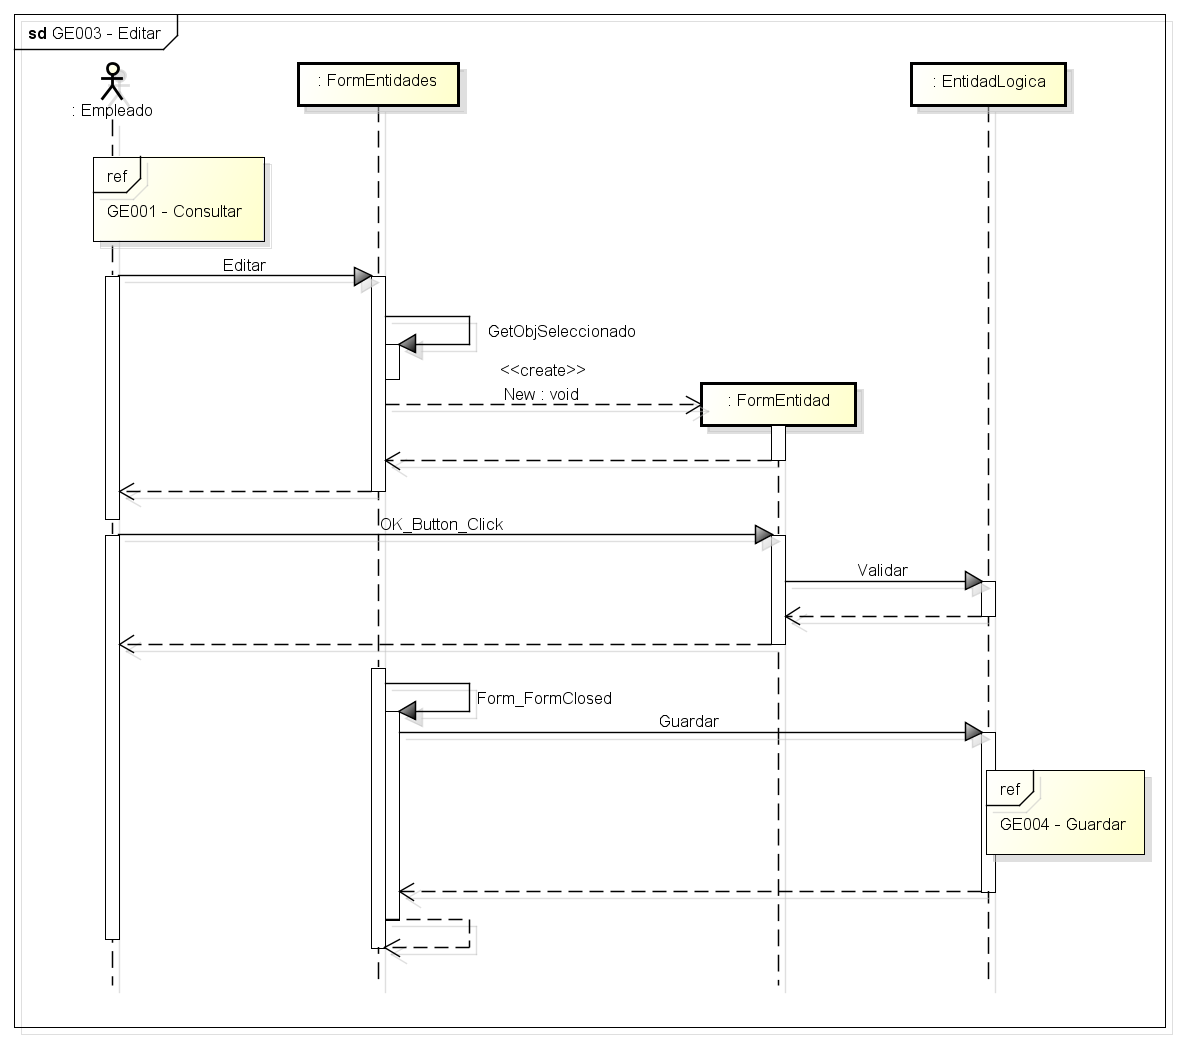 sd GE003 - Editar
: Empleado
: FormEntidades
: EntidadLogica
ref
GE001 - Consultar
Editar
GetObjSeleccionado
<<create>>
New : void
: FormEntidad
OK_Button_Click
Validar
Form_FormClosed
Guardar
ref
GE004 - Guardar